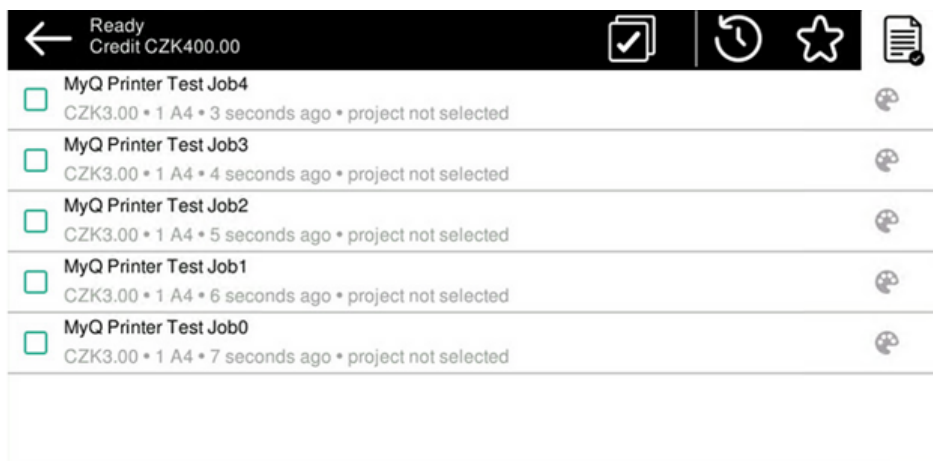 Ready
Credit CZK400.00
MyQ Printer Test Job4
CZK3.00 • 1 A4 • 3 seconds ago • project not selected
MyQ Printer Test Job3
CZK3.00 • 1 A4 • 4 seconds ago • project not selected
MyQ Printer Test Job2
CZK3.00 • 1 A4 • 5 seconds ago • project not selected
MyQ Printer Test Job1
CZK3.00 • 1 A4 • 6 seconds ago • project not selected
MyQ Printer Test Job0
CZK3.00 • 1 A4 • 7 seconds ago • project not selected